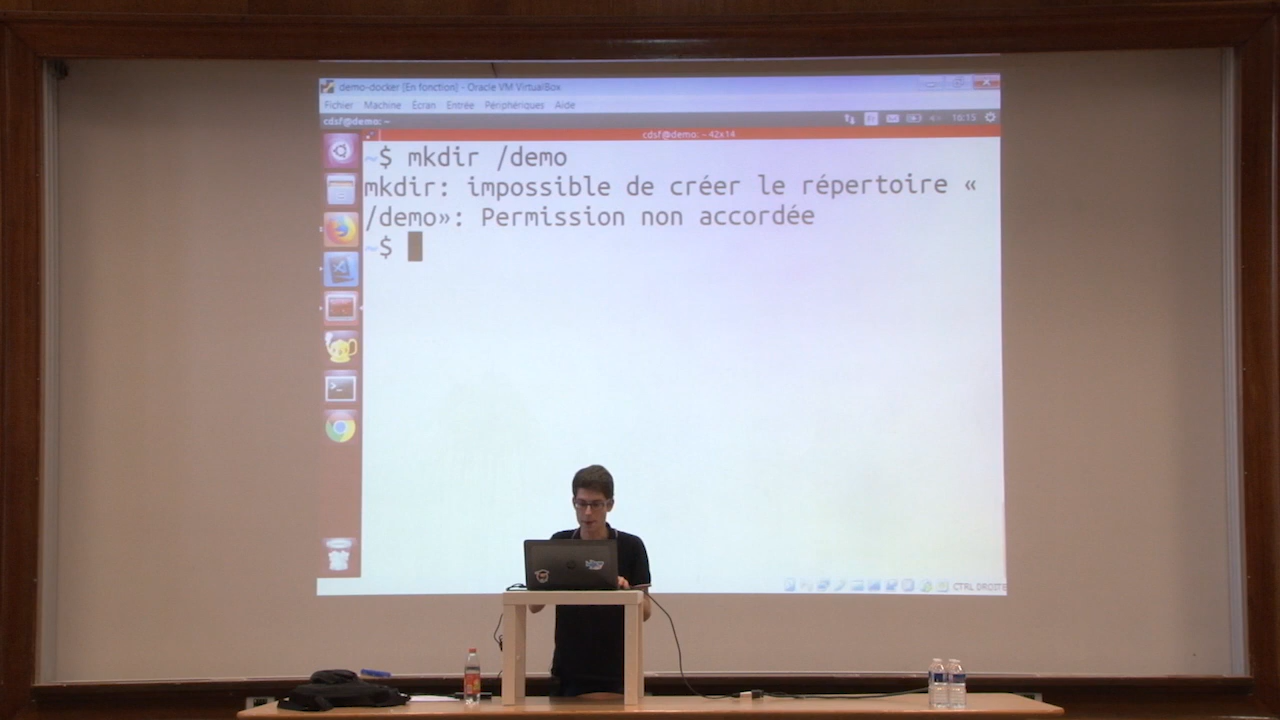 demo-docker [En fonction] - Oracle VM VirtualBox
Fichier Machine Écran Entrée Périphériques Aide
cdsf@demo: ~
16:15
cdsf@demo: ~ 42x14
~$ mkdir /demo
mkdir: impossible de créer le répertoire «
/demo»: Permission non accordée
~$
CTRL DROITE